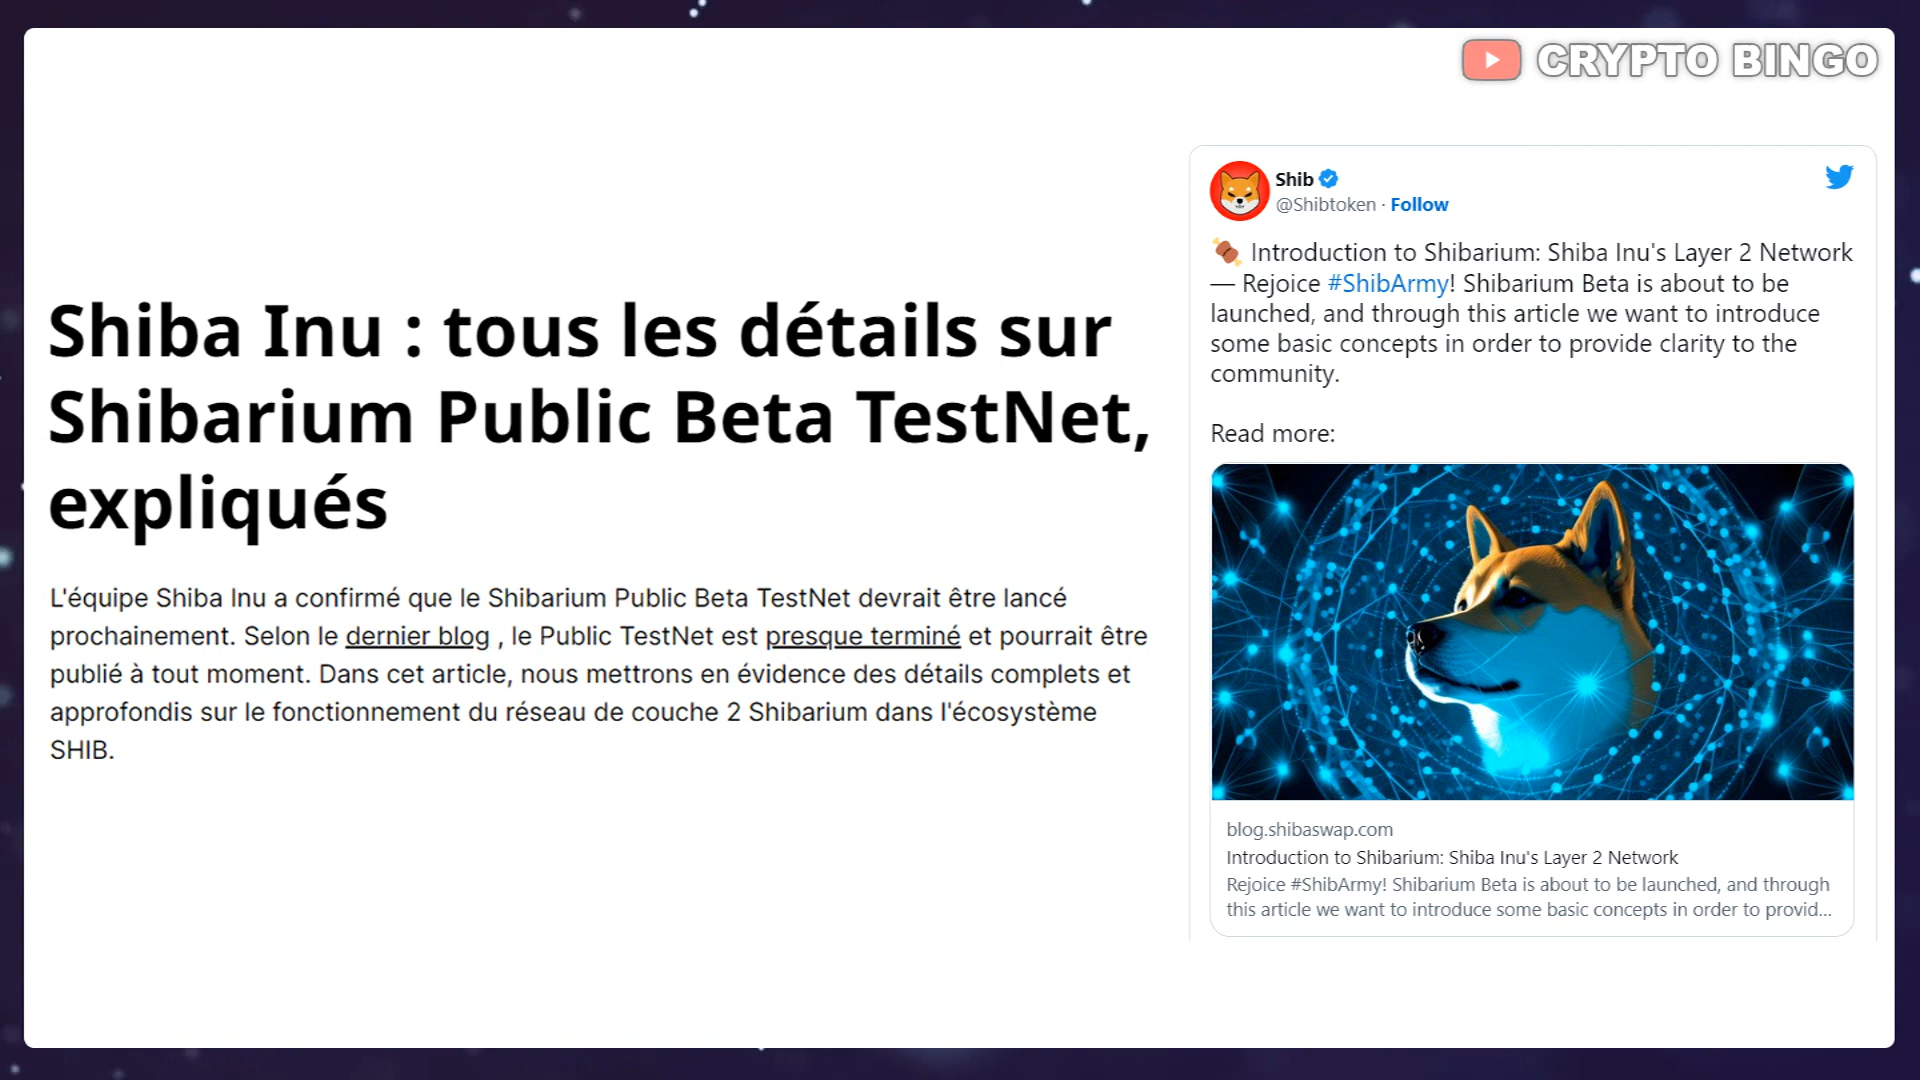 CRYPTO BINGO
Shiba Inu : tous les détails sur
Shibarium Public Beta TestNet,
expliqués
L'équipe Shiba Inu a confirmé que le Shibarium Public Beta TestNet devrait être lancé
prochainement. Selon le dernier blog , le Public TestNet est presque terminé et pourrait être
publié à tout moment. Dans cet article, nous mettrons en évidence des détails complets et
approfondis sur le fonctionnement du réseau de couche 2 Shibarium dans l'écosystème
SHIB.
Shib
@Shibtoken · Follow
🍖 Introduction to Shibarium: Shiba Inu's Layer 2 Network
— Rejoice #ShibArmy! Shibarium Beta is about to be
launched, and through this article we want to introduce
some basic concepts in order to provide clarity to the
community.
Read more:
blog.shibaswap.com
Introduction to Shibarium: Shiba Inu's Layer 2 Network
Rejoice #ShibArmy! Shibarium Beta is about to be launched, and through
this article we want to introduce some basic concepts in order to provid...